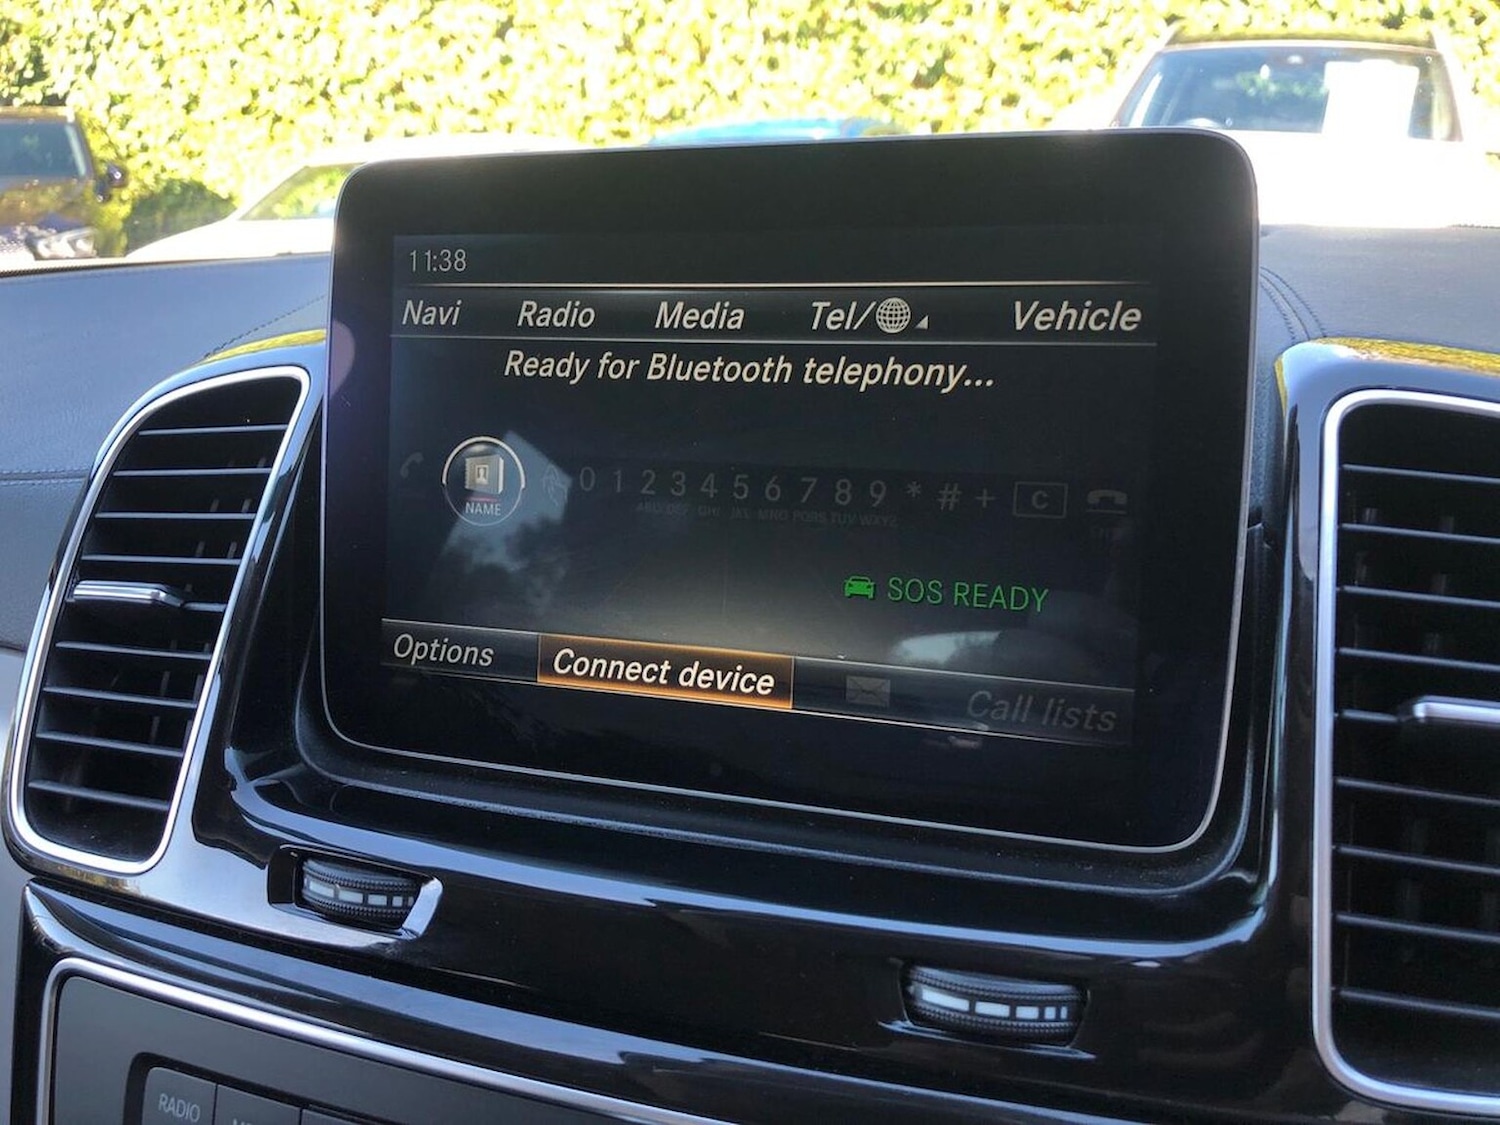 11:38
Navi Radio Media Tel/ Vehicle
Ready for Bluetooth telephony...
0 1 2 3 4 5 6 7 8 9 * # + C
NAME
SOS READY
Options Connect device Call lists
RADIO